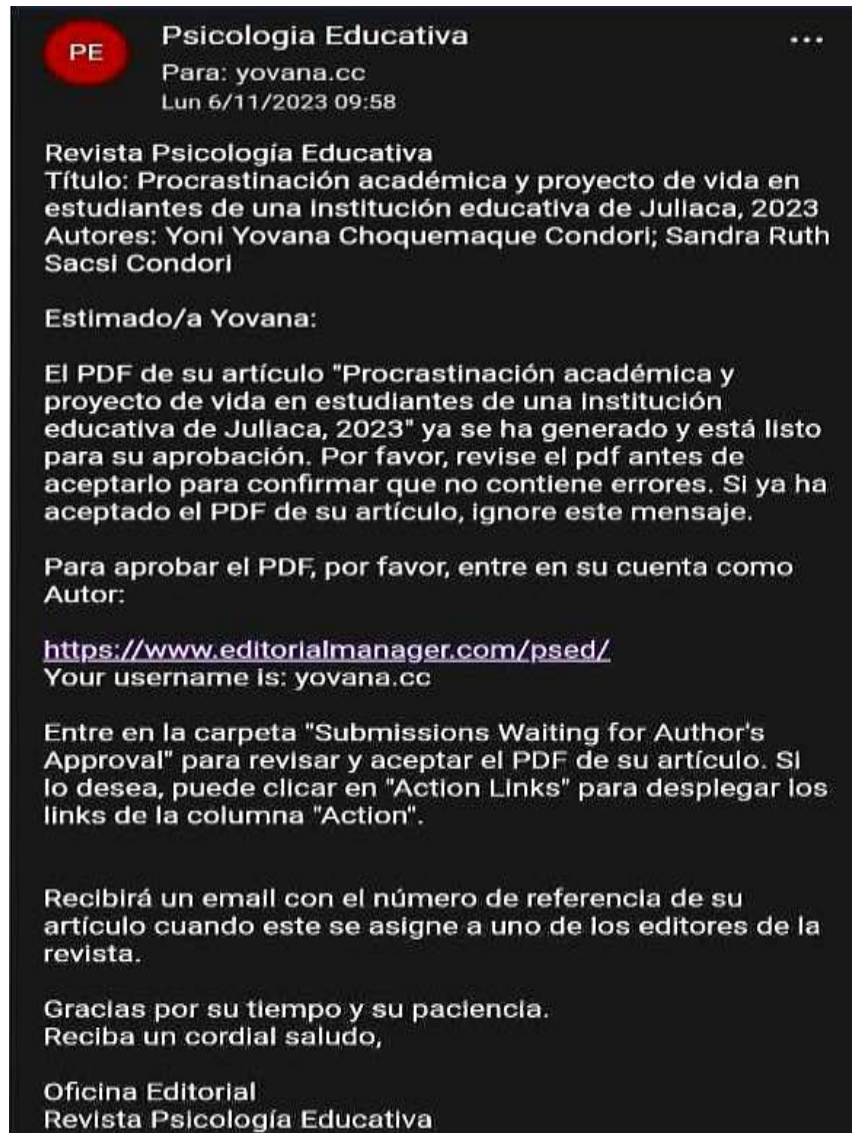 PE
Psicologia Educativa
...
Para: yovana.cc
Lun 6/11/2023 09:58
Revista Psicología Educativa
Título: Procrastinación académica y proyecto de vida en
estudiantes de una institución educativa de Juliaca, 2023
Autores: Yoni Yovana Choquemaque Condori; Sandra Ruth
Sacsi Condori
Estimado/a Yovana:
El PDF de su artículo "Procrastinación académica y
proyecto de vida en estudiantes de una institución
educativa de Juliaca, 2023" ya se ha generado y está listo
para su aprobación. Por favor, revise el pdf antes de
aceptarlo para confirmar que no contiene errores. Si ya ha
aceptado el PDF de su artículo, ignore este mensaje.
Para aprobar el PDF, por favor, entre en su cuenta como
Autor:
https://www.editorialmanager.com/psed/
Your username is: yovana.cc
Entre en la carpeta "Submissions Waiting for Author's
Approval" para revisar y aceptar el PDF de su artículo. Si
lo desea, puede clicar en "Action Links" para desplegar los
links de la columna "Action".
Recibirá un email con el número de referencia de su
artículo cuando este se asigne a uno de los editores de la
revista.
Gracias por su tiempo y su paciencia.
Reciba un cordial saludo,
Oficina Editorial
Revista Psicología Educativa